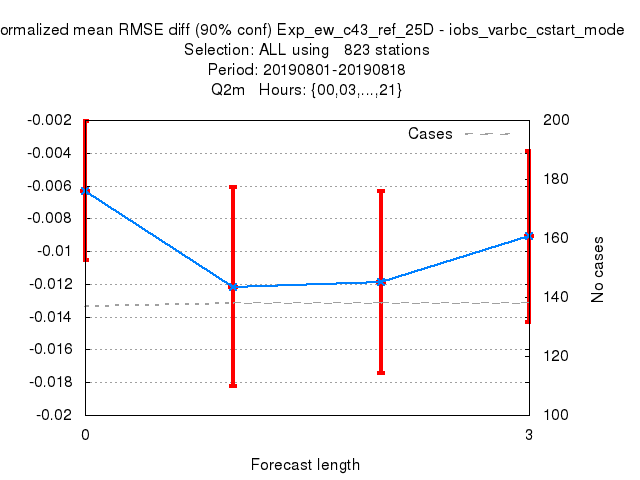 ormalized mean RMSE diff (90% conf) Exp_ew_c43_ref_25D - iobs_varbc_cstart_mode
Selection: ALL using   823 stations
Period: 20190801-20190818
Q2m   Hours: {00,03,...,21}
Cases
-0.002
-0.004
-0.006
-0.008
-0.01
-0.012
-0.014
-0.016
-0.018
-0.02
200
180
160
140
120
100
No cases
0
3
Forecast length